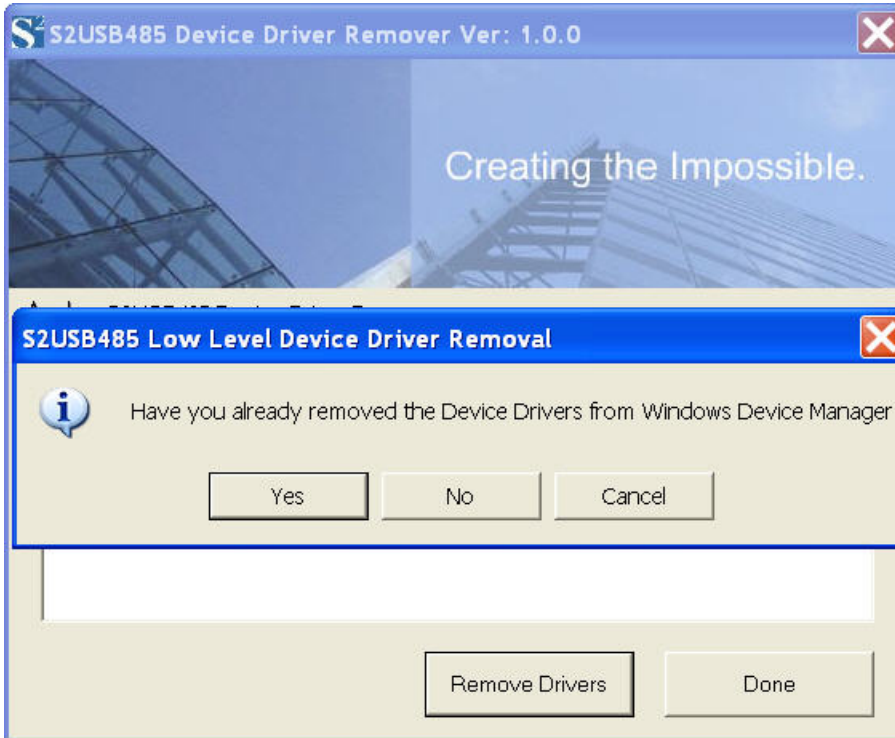 S2 S2USB485 Device Driver Remover Ver: 1.0.0
Creating the Impossible.
S2USB485 Low Level Device Driver Removal
Have you already removed the Device Drivers from Windows Device Manager
Yes No Cancel
Remove Drivers Done